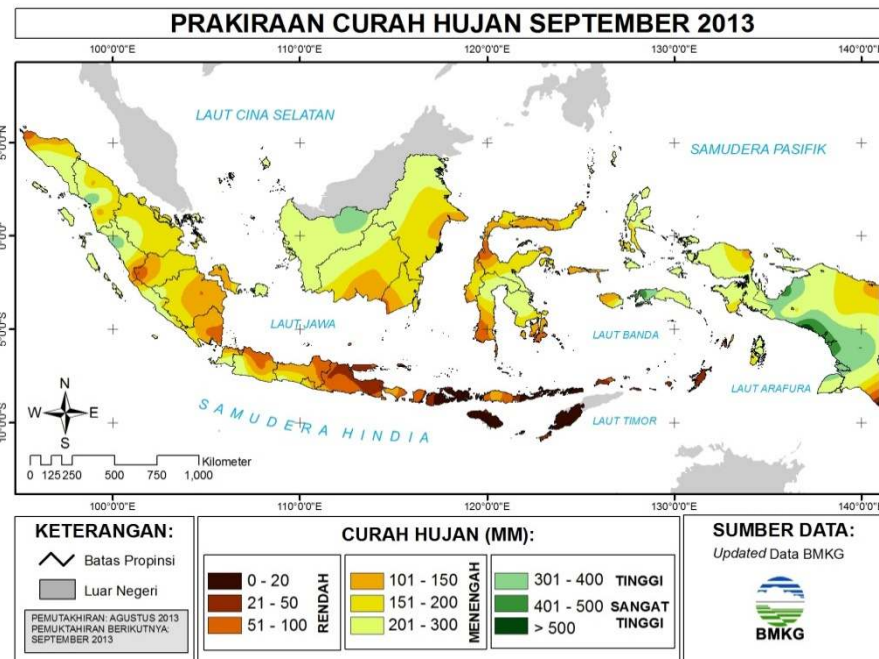 PRAKIRAAN CURAH HUJAN SEPTEMBER 2013
100°0'0"E 110°0'0"E 120°0'0"E 130°0'0"E 140°0'0"E
LAUT CINA SELATAN
SAMUDERA PASIFIK
5°0'0"N
0°0'0"
5°0'0"S
10°0'0"S
LAUT JAWA
LAUT BANDA
LAUT ARAFURA
LAUT TIMOR
SAMUDERA HINDIA
N
W E
S
Kilometer
0 125 250 500 750 1,000
100°0'0"E 110°0'0"E 120°0'0"E 130°0'0"E 140°0'0"E
KETERANGAN:
Batas Propinsi
Luar Negeri
PEMUTAKHIRAN: AGUSTUS 2013
PEMUKTAHIRAN BERIKUTNYA:
SEPTEMBER 2013
CURAH HUJAN (MM):
0 - 20
21 - 50
51 - 100
RENDAH
101 - 150
151 - 200
201 - 300
MENENGAH
301 - 400 TINGGI
401 - 500 SANGAT
> 500 TINGGI
SUMBER DATA:
Updated Data BMKG
BMKG